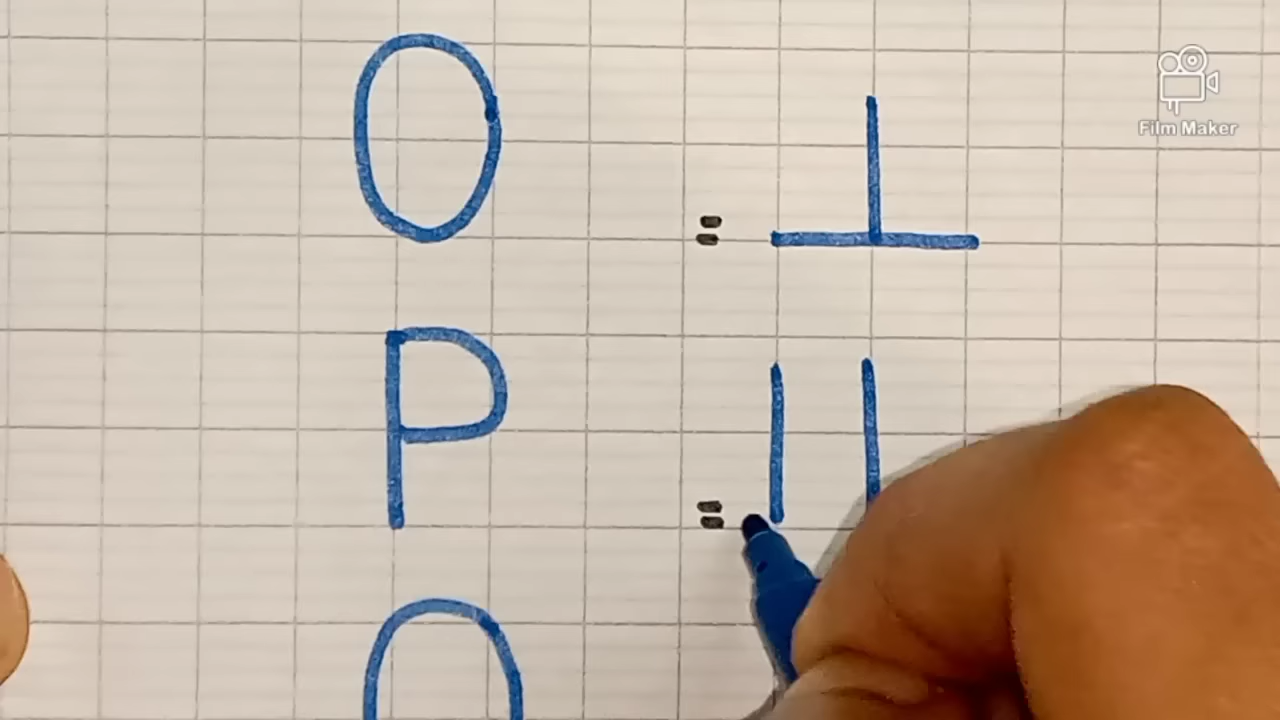 O = ⊥
Film Maker
P = ||